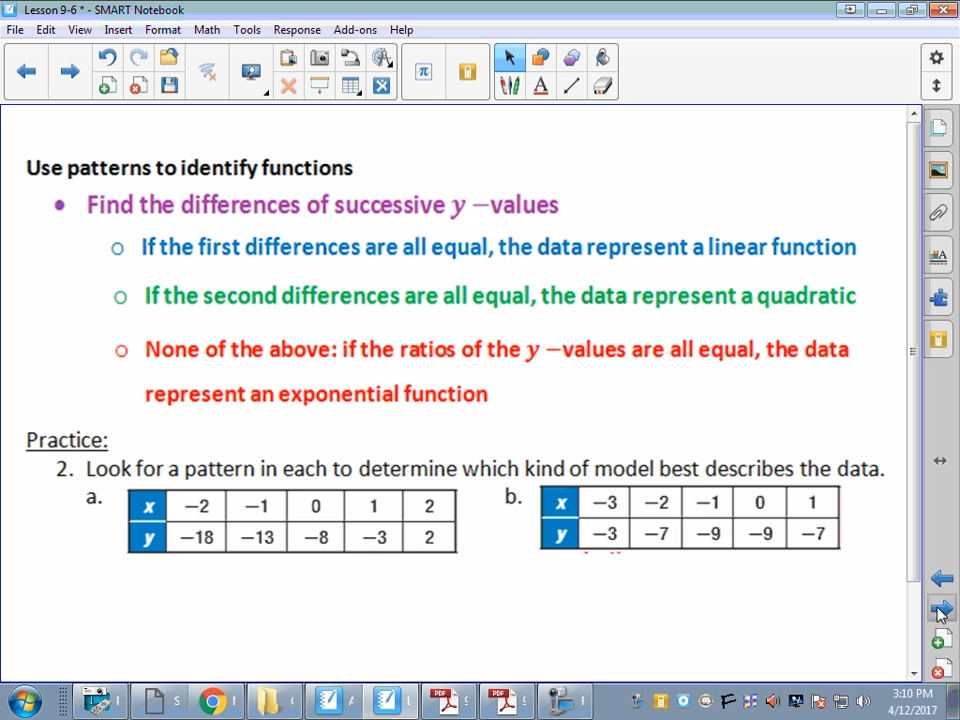 Lesson 9-6 * - SMART Notebook
File Edit View Insert Format Math Tools Response Add-ons Help
Use patterns to identify functions
• Find the differences of successive y −values
o If the first differences are all equal, the data represent a linear function
o If the second differences are all equal, the data represent a quadratic
o None of the above: if the ratios of the y −values are all equal, the data
represent an exponential function
Practice:
2. Look for a pattern in each to determine which kind of model best describes the data.
a. b.
x −2 −1 0 1 2
y −18 −13 −8 −3 2
x −3 −2 −1 0 1
y −3 −7 −9 −9 −7
3:10 PM
4/12/2017